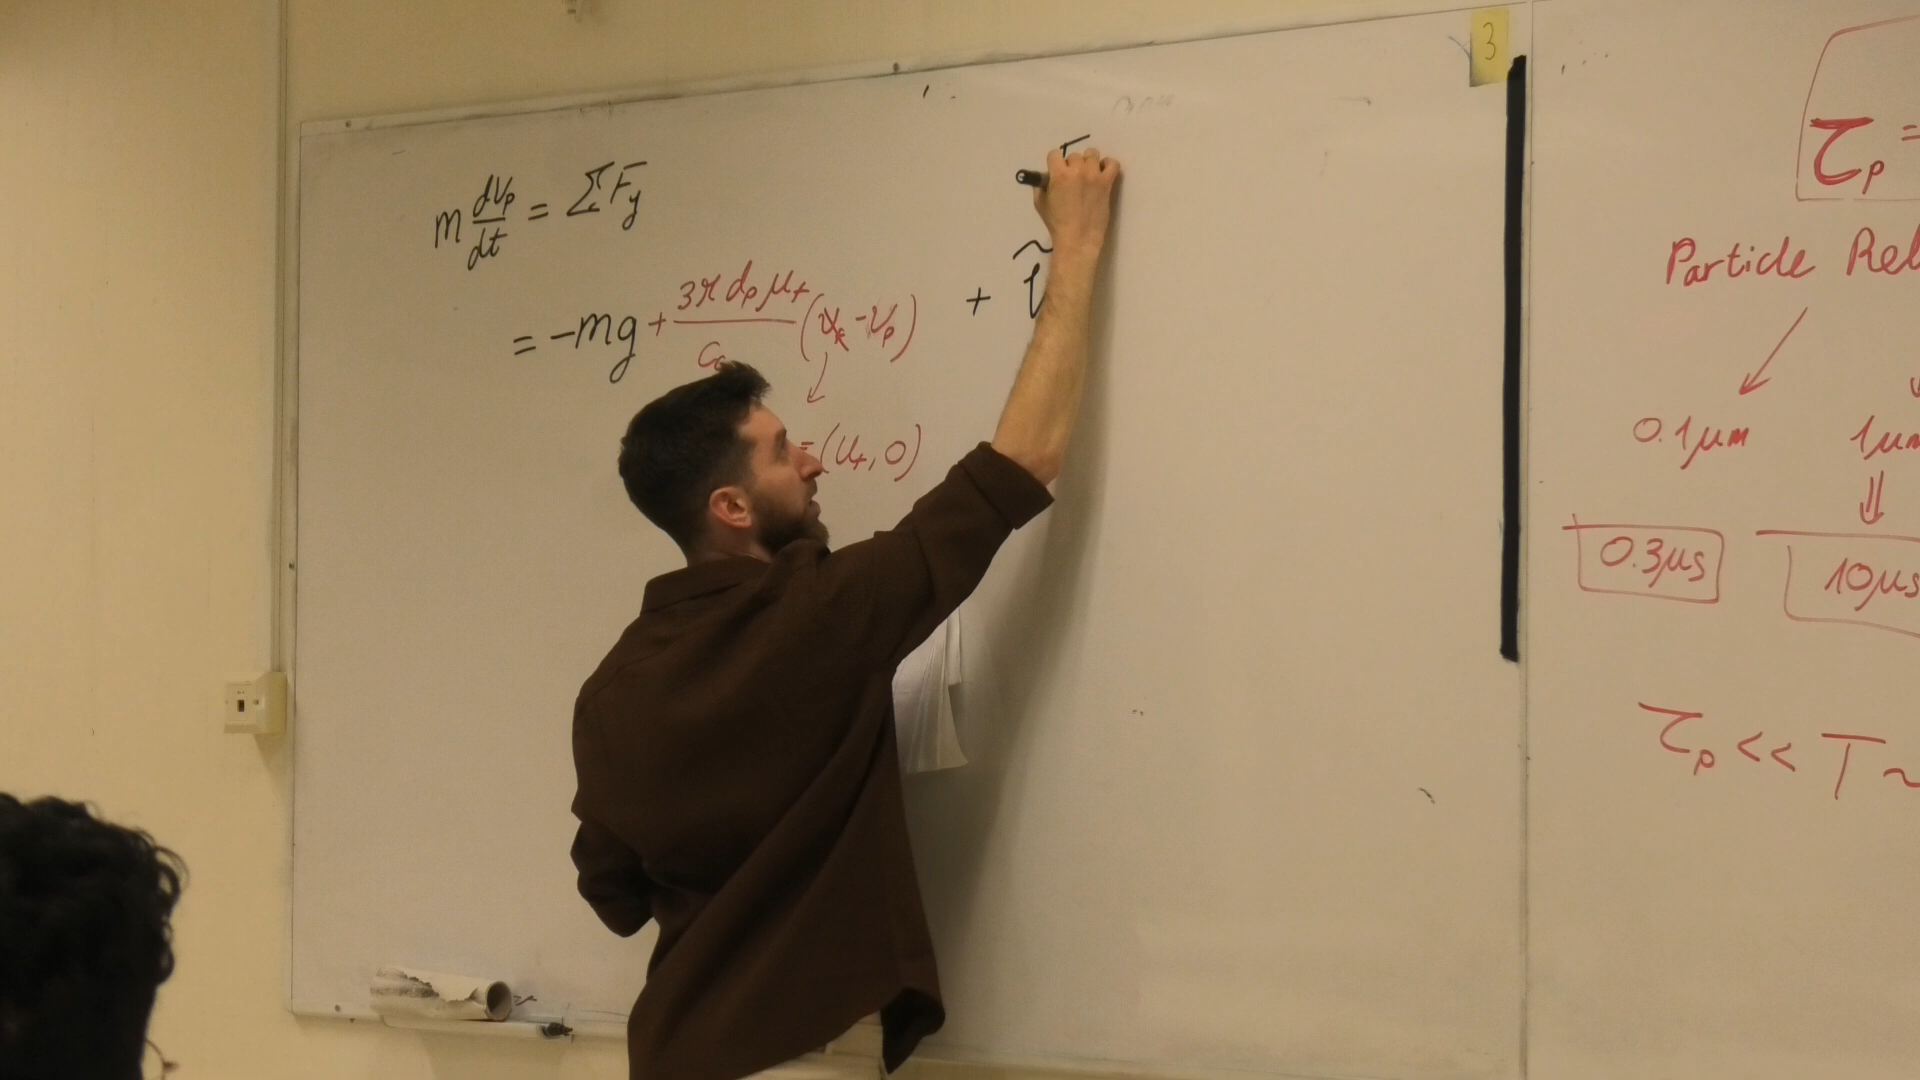 3
m dv_p/dt = ΣF_y
= -mg + 3π d_p μ_f / C_c (v_f - v_p) +
= (u_f, 0)
τ_p =
Particle
0.1μm 1μm
0.3μs 10μs
τ_p << T ~